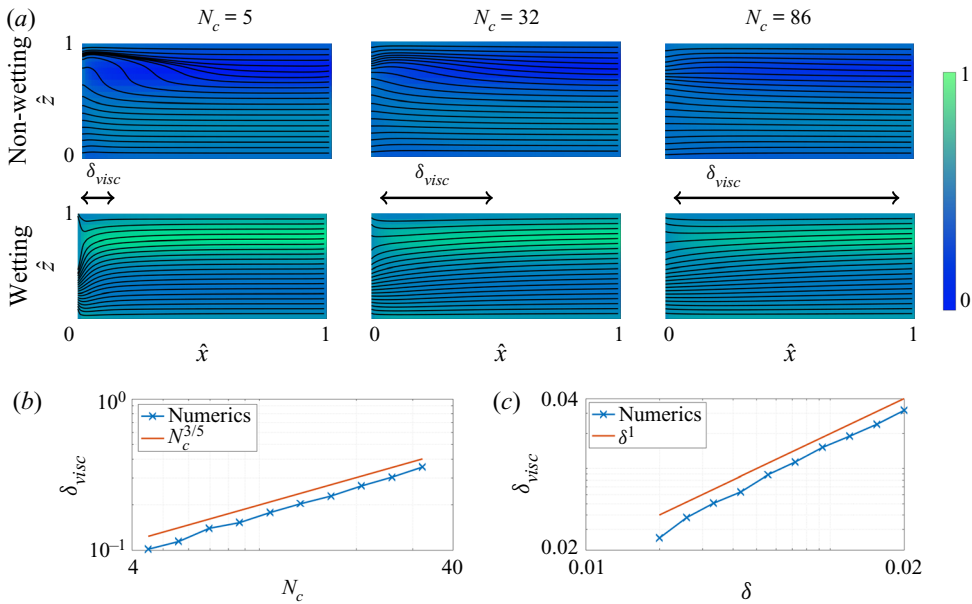 (a)
N_c = 5
N_c = 32
N_c = 86
Non-wetting
ẑ
1
0
δ_visc
δ_visc
δ_visc
1
0
Wetting
ẑ
1
0
1
0
1
0
1
x̂
x̂
x̂
(b)
10^0
Numerics
N_c^{3/5}
δ_visc
10^{-1}
4
40
N_c
(c)
0.04
Numerics
δ^1
δ_visc
0.02
0.01
0.02
δ